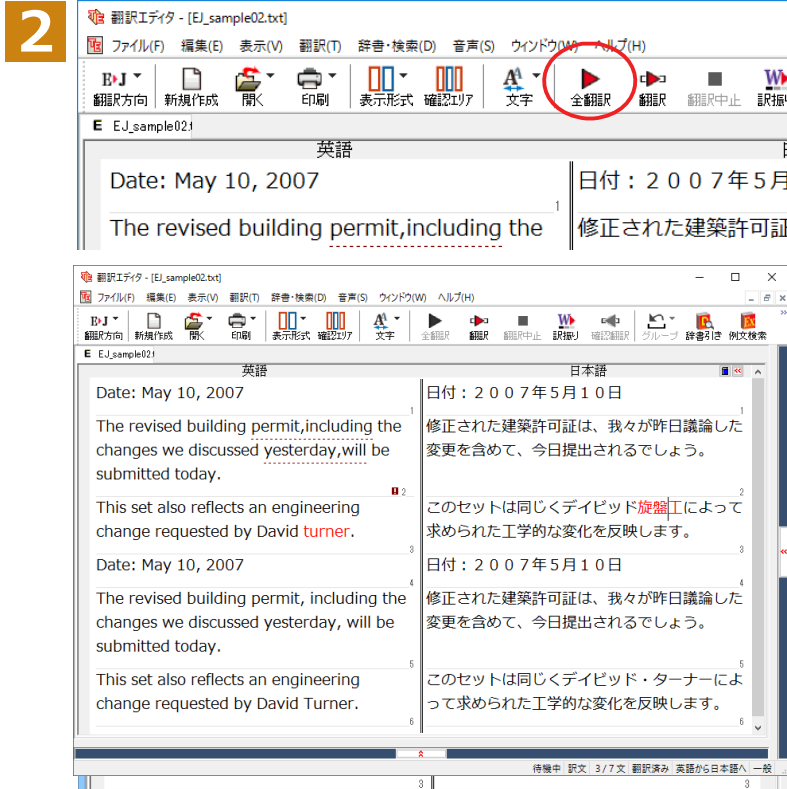 2
翻訳エディタ - [EJ_sample02.txt]
ファイル(F) 編集(E) 表示(V) 翻訳(T) 辞書・検索(D) 音声(S) ウィンドウ(W) ヘルプ(H)
翻訳方向 新規作成 開く 印刷 表示形式 確認エリア 文字 全翻訳 翻訳 翻訳中止 訳振り
E EJ_sample02.t
英語
Date: May 10, 2007 日付：２００７年５月
1
The revised building permit,including the 修正された建築許可証
翻訳エディタ - [EJ_sample02.txt]
ファイル(F) 編集(E) 表示(V) 翻訳(T) 辞書・検索(D) 音声(S) ウィンドウ(W) ヘルプ(H)
翻訳方向 新規作成 開く 印刷 表示形式 確認エリア 文字 全翻訳 翻訳 翻訳中止 訳振り 確認翻訳 グループ 辞書引き 例文検索
E EJ_sample02.t
英語 日本語
Date: May 10, 2007 日付：２００７年５月１０日
1 1
The revised building permit,including the 修正された建築許可証は、我々が昨日議論した
changes we discussed yesterday,will be 変更を含めて、今日提出されるでしょう。
submitted today.
2 2
This set also reflects an engineering このセットは同じくデイビッド旋盤工によって
change requested by David turner. 求められた工学的な変化を反映します。
3 3
Date: May 10, 2007 日付：２００７年５月１０日
4 4
The revised building permit, including the 修正された建築許可証は、我々が昨日議論した
changes we discussed yesterday, will be 変更を含めて、今日提出されるでしょう。
submitted today.
5 5
This set also reflects an engineering このセットは同じくデイビッド・ターナーによ
change requested by David Turner. って求められた工学的な変化を反映します。
6 6
待機中 訳文 3/7文 翻訳済み 英語から日本語へ 一般
3 3